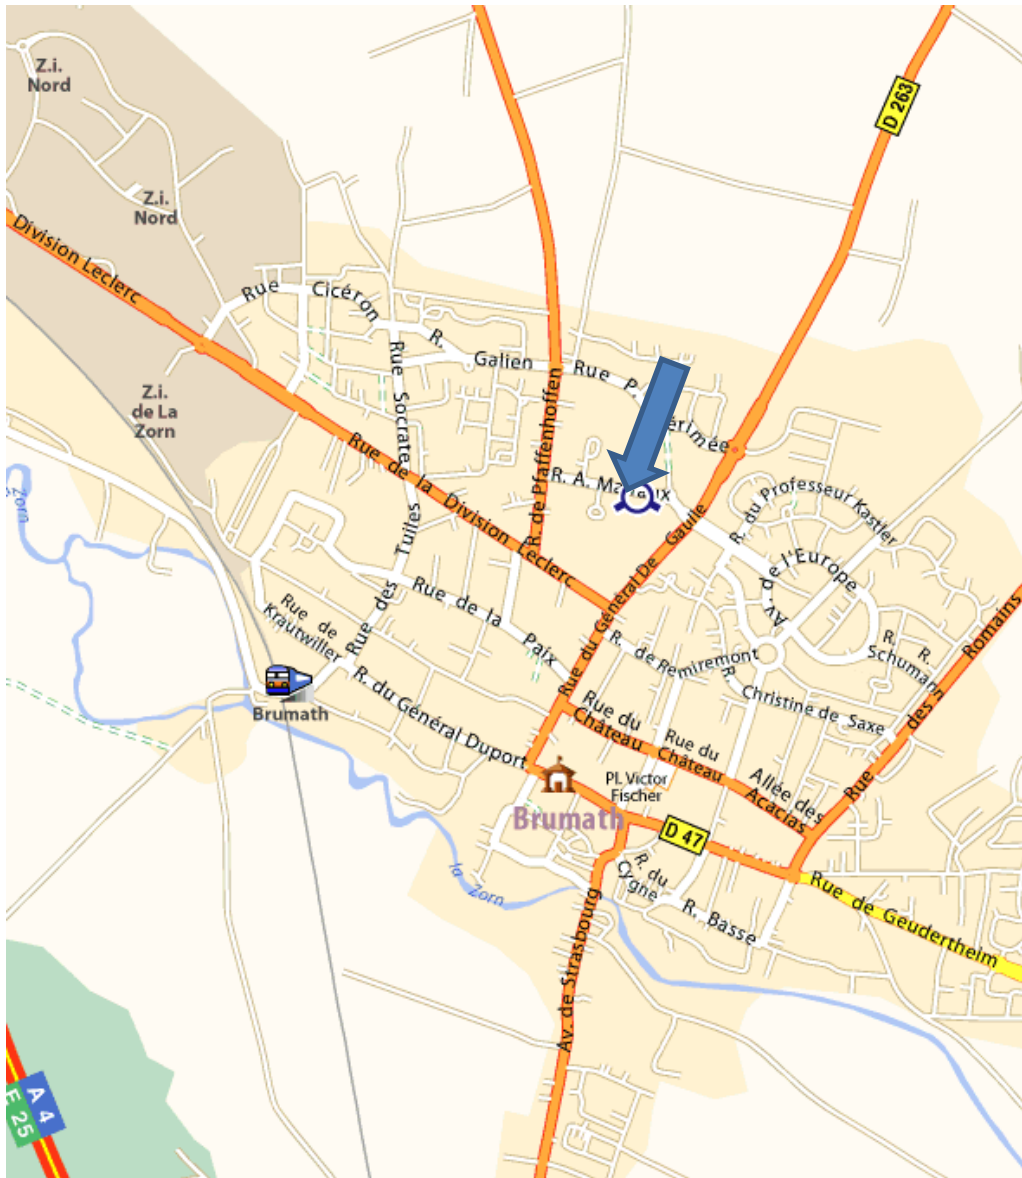 Z.i.
Nord
D 263
Z.i.
Nord
Division Leclerc
Rue Cicéron
R. Galien
Rue P. érimée
Rue Socrate
Z.i.
de La
Zorn
R. de Pfaffenhoffen
Rue de la Division Leclerc
R. A. M
Zorn
R. du Professeur Kastler
Rue du Général De Gaulle
Av. de l'Europe
Rue des Tuiles
Rue de la Paix
Rue de
Krautwiller
R. de Remiremont
R. R.
Schumann
Rue des Romains
R. Christine de Saxe
Brumath
R. du Général Duport
Rue du
Château
Rue du
Château
Allée des
Acacias
Pl. Victor
Fischer
Brumath
D 47
la Zorn
R. du
Cygne
R. Basse
Rue de Geudertheim
Av. de Strasbourg
A 4
E 25